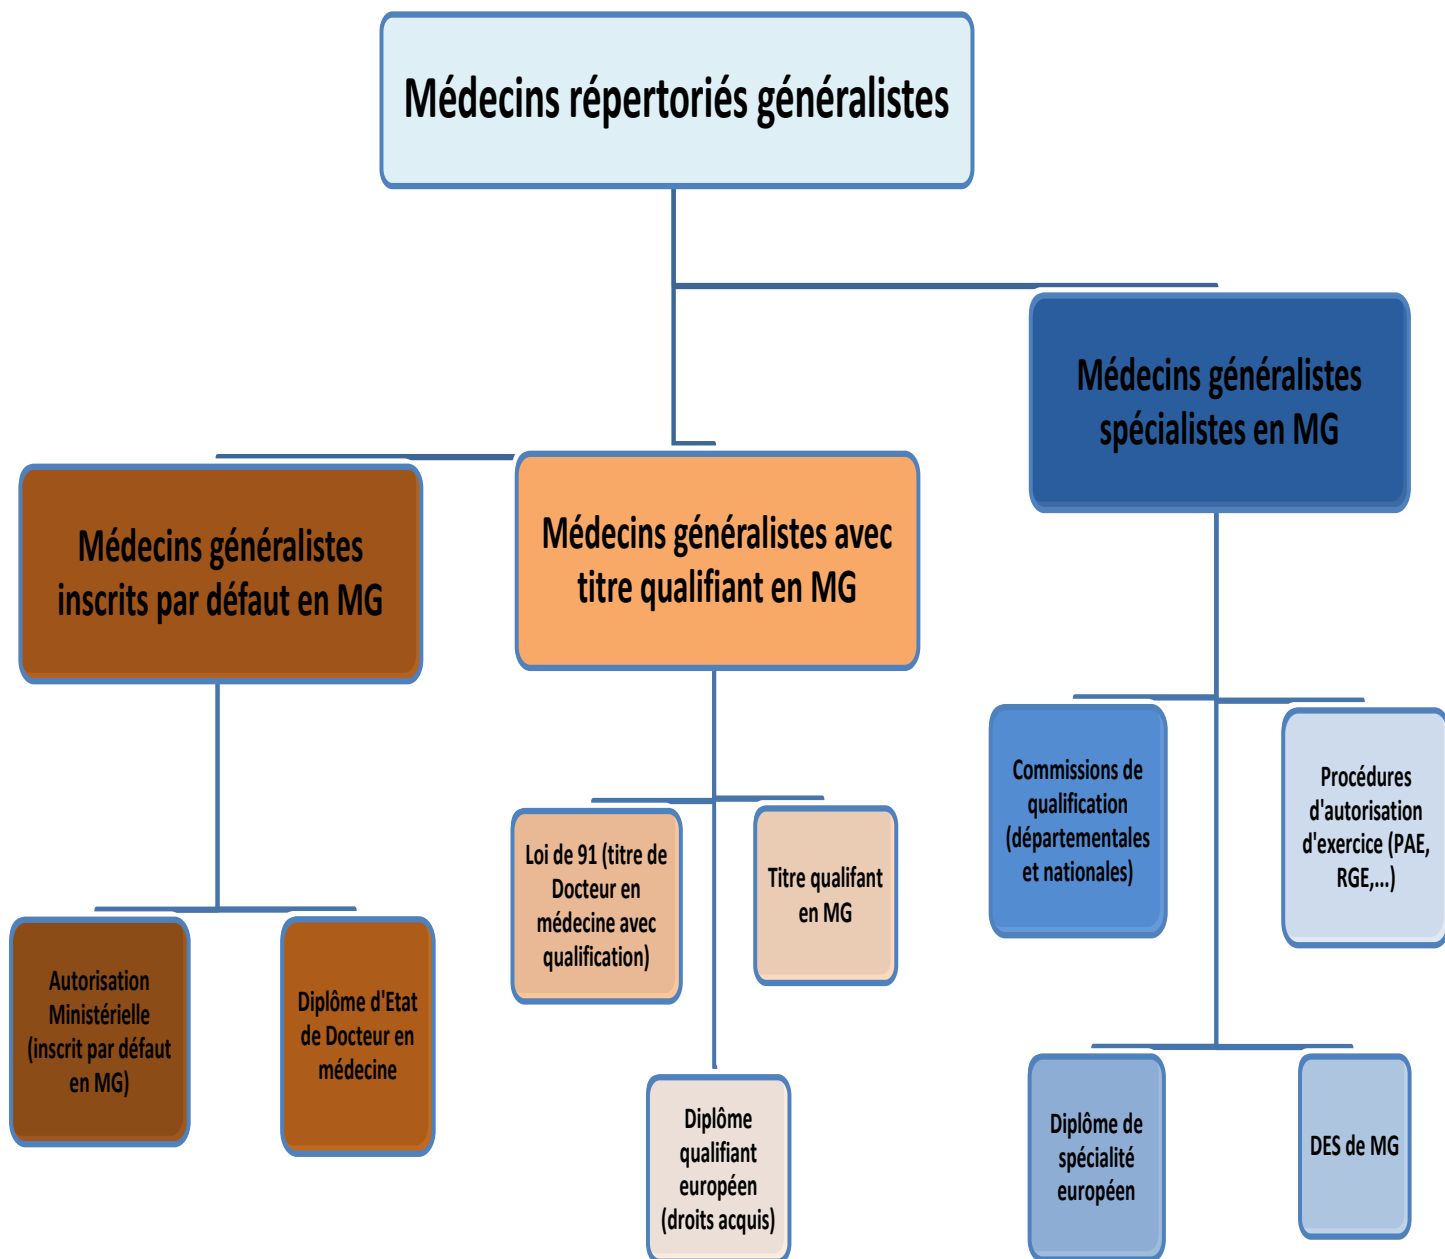 Médecins répertoriés généralistes
Médecins généralistes
spécialistes en MG
Médecins généralistes
inscrits par défaut en MG
Médecins généralistes avec
titre qualifiant en MG
Commissions de
qualification
(départementales
et nationales)
Procédures
d'autorisation
d'exercice (PAE,
RGE,...)
Loi de 91 (titre de
Docteur en
médecine avec
qualification)
Titre qualifant
en MG
Autorisation
Ministérielle
(inscrit par défaut
en MG)
Diplôme d'Etat
de Docteur en
médecine
Diplôme
qualifiant
européen
(droits acquis)
Diplôme de
spécialité
européen
DES de MG